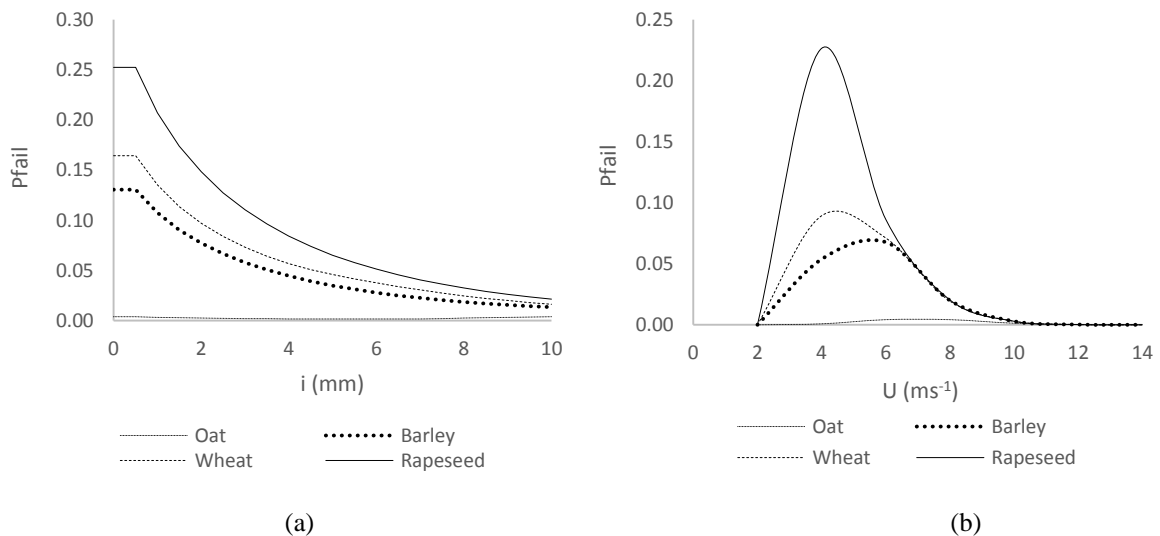 0.30
0.25
0.20
0.15
0.10
0.05
0.00
Pfail
0 2 4 6 8 10
i (mm)
Oat Barley
Wheat Rapeseed
(a)
0.25
0.20
0.15
0.10
0.05
0.00
Pfail
0 2 4 6 8 10 12 14
U (ms⁻¹)
Oat Barley
Wheat Rapeseed
(b)